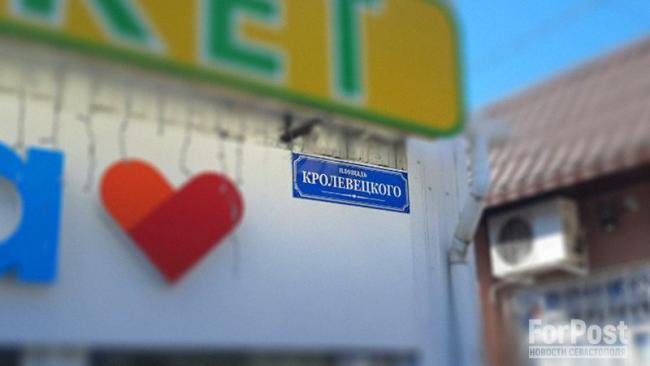 КЕТ
а
ПЛОЩАДЬ
КРОЛЕВЕЦКОГО
ForPost
НОВОСТИ СЕВАСТОПОЛЯ